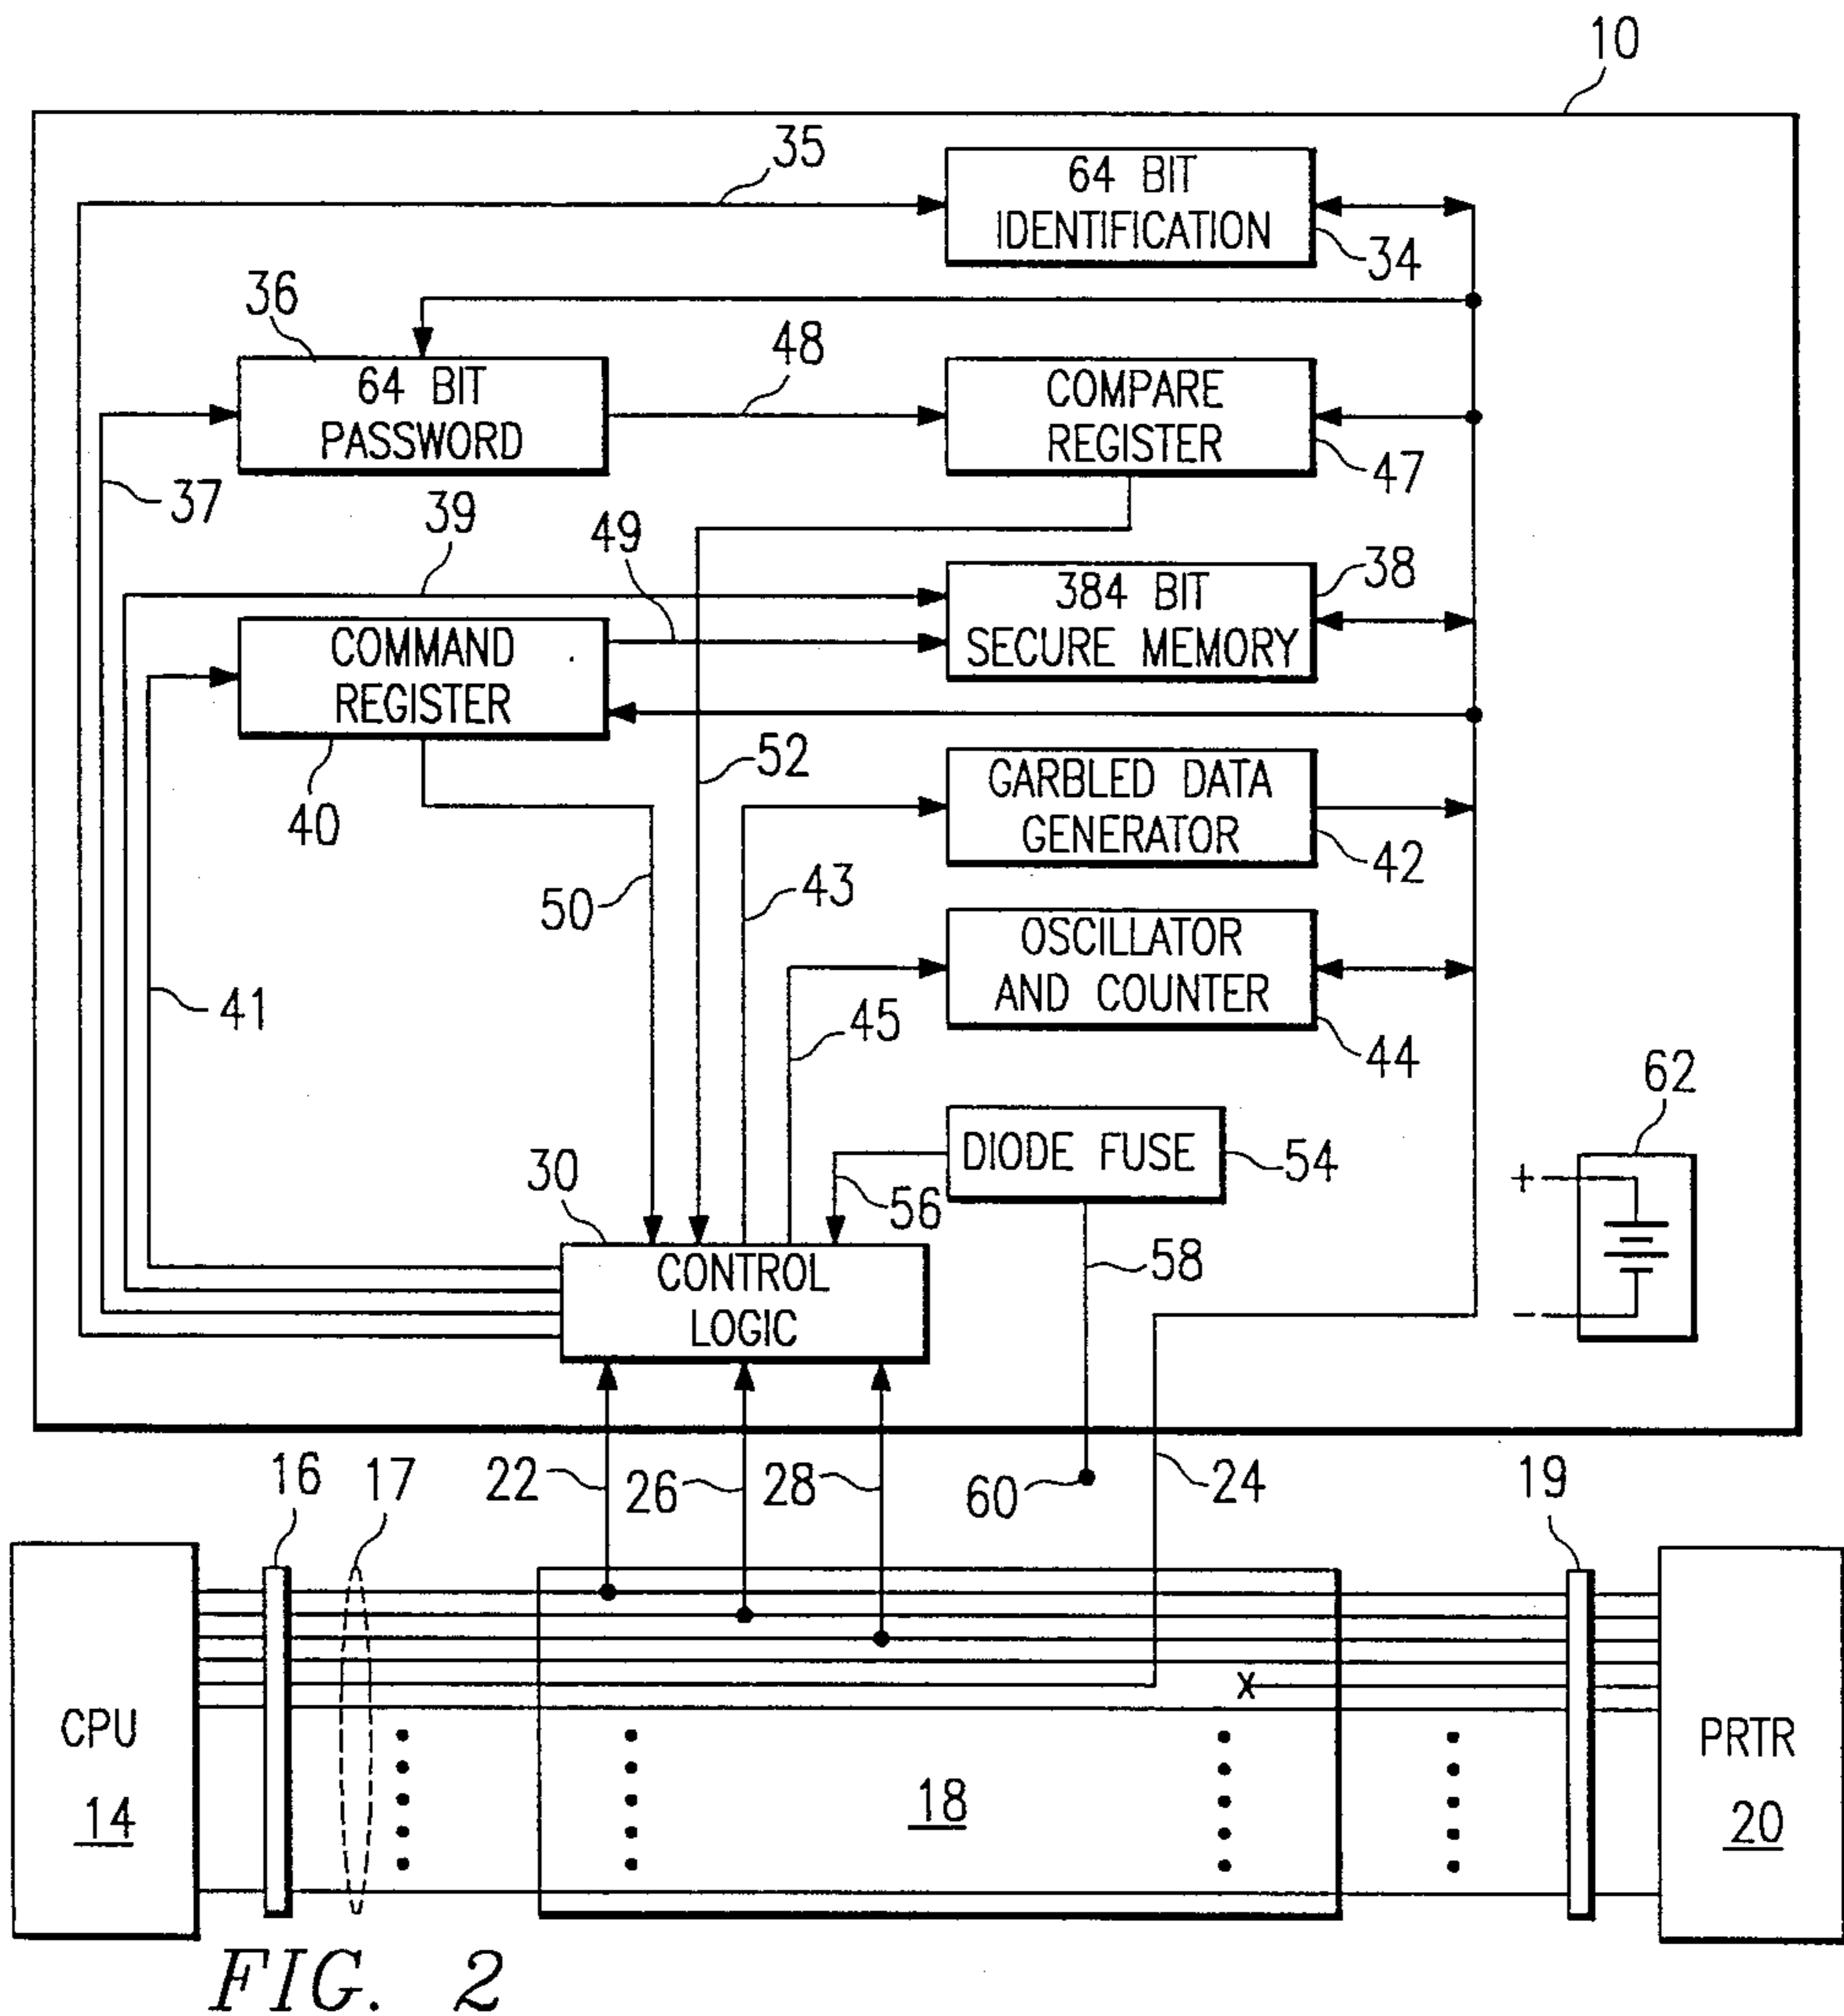 10
35
64 BIT
IDENTIFICATION
34
36
48
64 BIT
PASSWORD
COMPARE
REGISTER
47
37
39
49
38
384 BIT
SECURE MEMORY
COMMAND
REGISTER
40
52
GARBLED DATA
GENERATOR
42
50
43
OSCILLATOR
AND COUNTER
41
45
44
62
DIODE FUSE
54
30
56
+
58
CONTROL
LOGIC
−
16
17
22
26
28
60
24
19
X
CPU
14
18
PRTR
20
FIG. 2